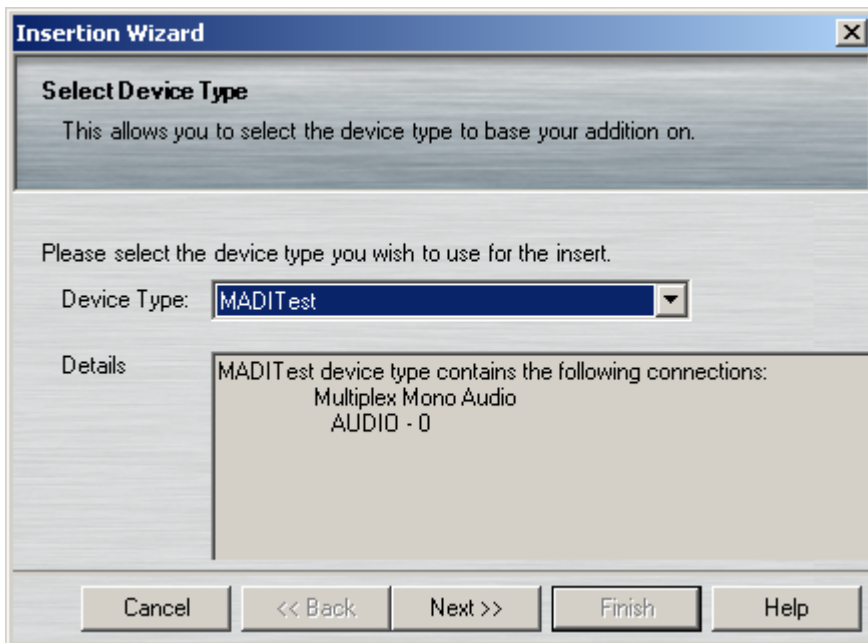 Insertion Wizard
Select Device Type
This allows you to select the device type to base your addition on.
Please select the device type you wish to use for the insert.
Device Type: MADITest
Details
MADITest device type contains the following connections:
Multiplex Mono Audio
AUDIO - 0
Cancel << Back Next >> Finish Help